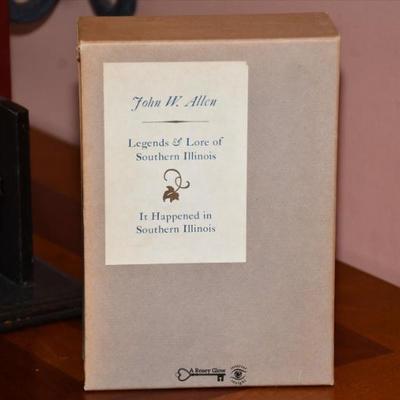 John W. Allen
Legends & Lore of
Southern Illinois
It Happened in
Southern Illinois
A Rosey Glow